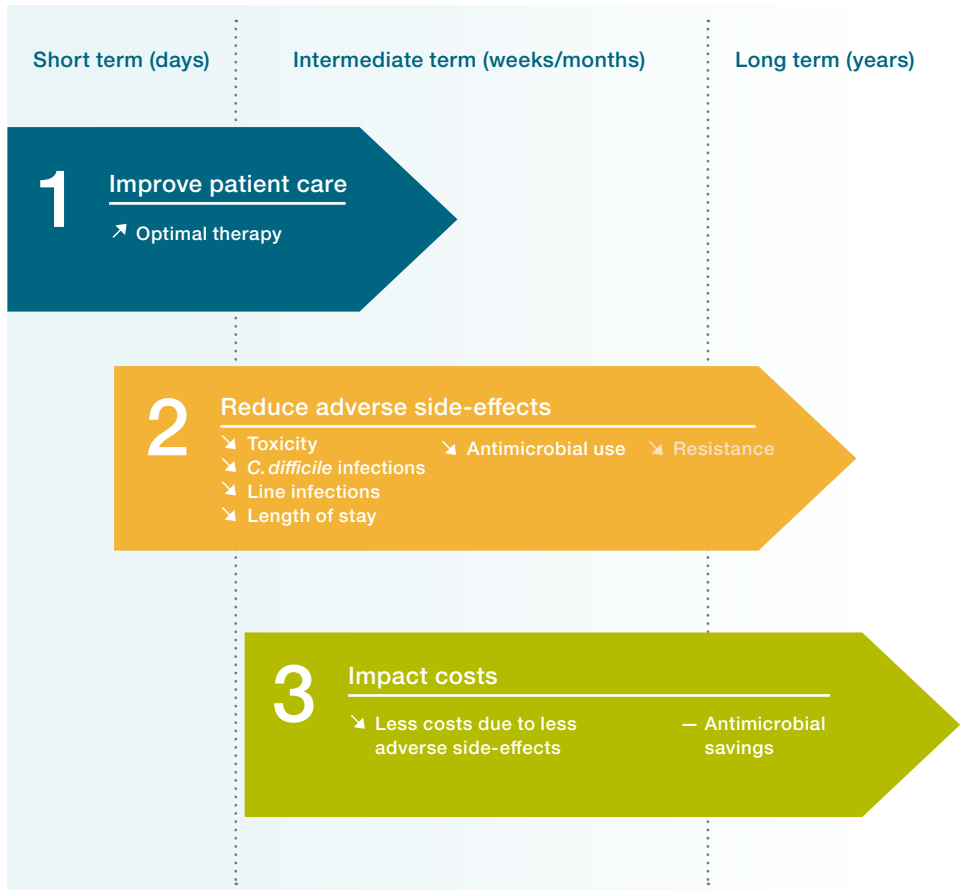 Short term (days)
Intermediate term (weeks/months)
Long term (years)
1
Improve patient care
↗ Optimal therapy
2
Reduce adverse side-effects
↘ Toxicity
↘ C. difficile infections
↘ Line infections
↘ Length of stay
↘ Antimicrobial use
↘ Resistance
3
Impact costs
↘ Less costs due to less
adverse side-effects
– Antimicrobial
savings